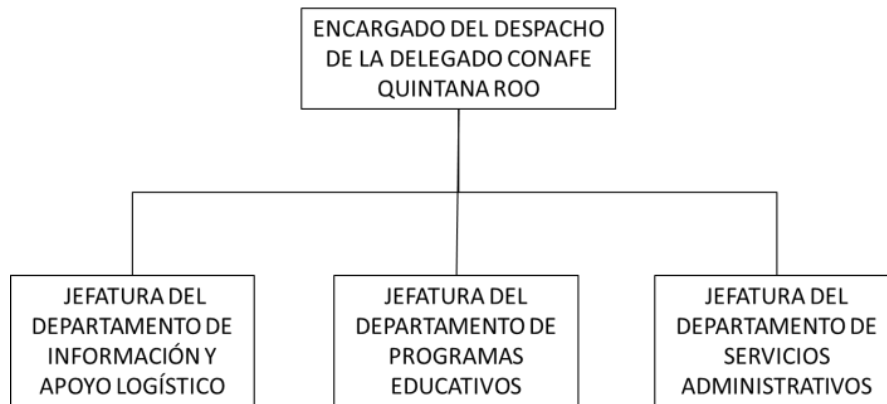 ENCARGADO DEL DESPACHO
DE LA DELEGADO CONAFE
QUINTANA ROO
JEFATURA DEL
DEPARTAMENTO DE
INFORMACIÓN Y
APOYO LOGÍSTICO
JEFATURA DEL
DEPARTAMENTO DE
PROGRAMAS
EDUCATIVOS
JEFATURA DEL
DEPARTAMENTO DE
SERVICIOS
ADMINISTRATIVOS